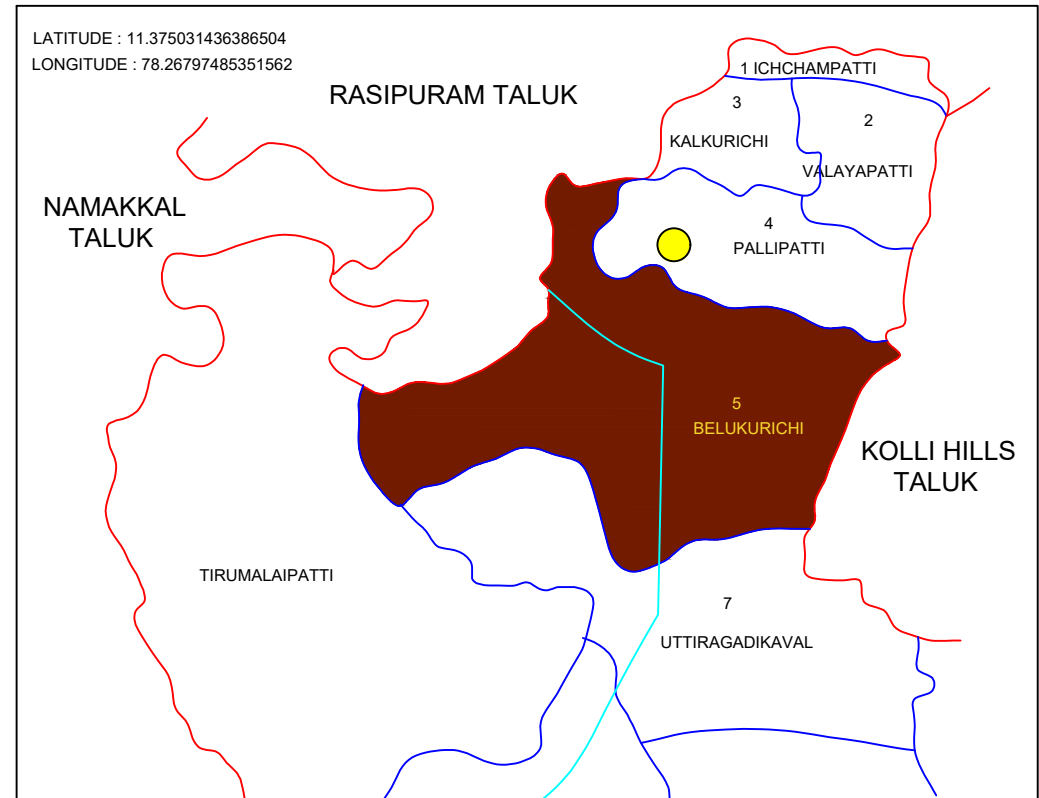 LATITUDE : 11.375031436386504
LONGITUDE : 78.26797485351562
RASIPURAM TALUK
1 ICHCHAMPATTI
3
KALKURICHI
2
VALAYAPATTI
NAMAKKAL
TALUK
4
PALLIPATTI
5
BELUKURICHI
KOLLI HILLS
TALUK
TIRUMALAIPATTI
7
UTTIRAGADIKAVAL